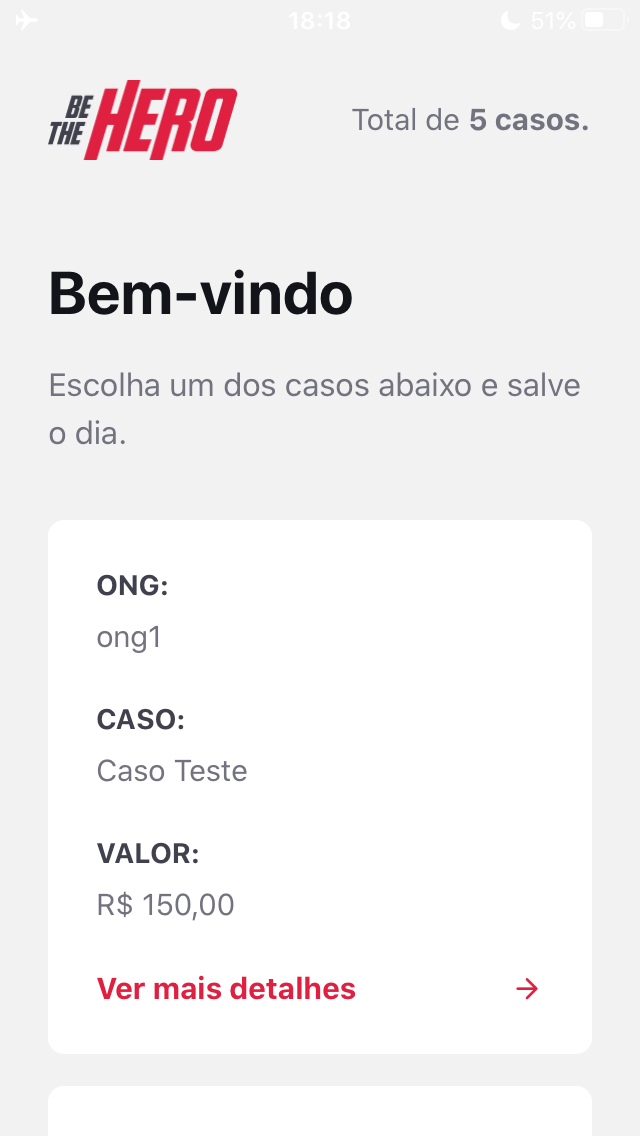 18:18
51%
BE
THE HERO
Total de 5 casos.
Bem-vindo
Escolha um dos casos abaixo e salve
o dia.
ONG:
ong1
CASO:
Caso Teste
VALOR:
R$ 150,00
Ver mais detalhes